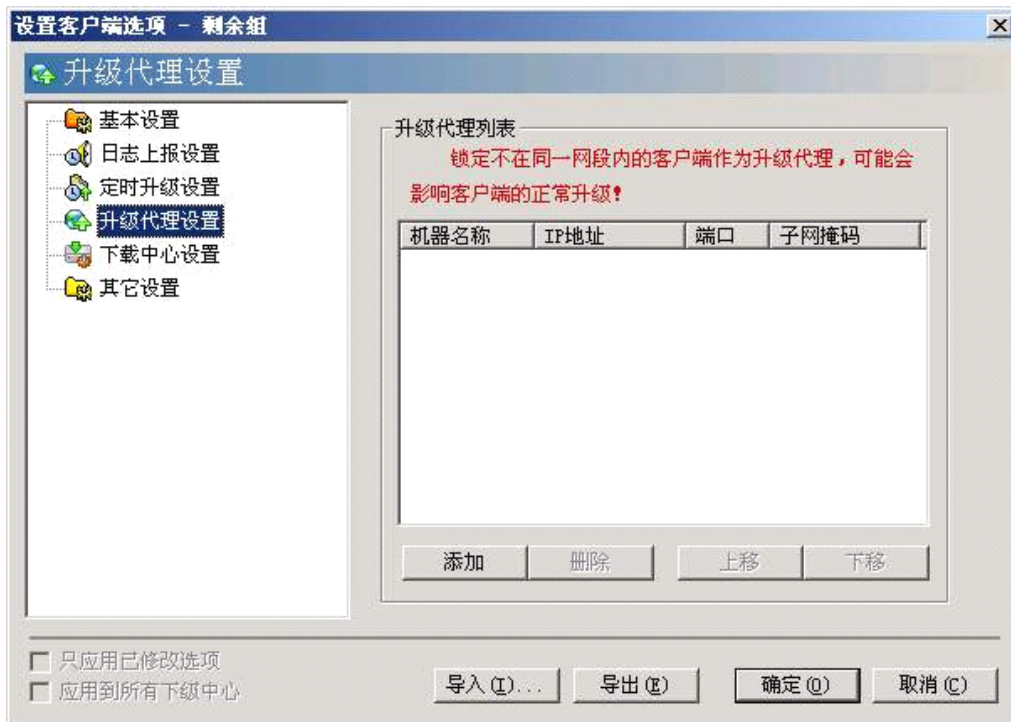 设置客户端选项 - 剩余组
升级代理设置
基本设置
日志上报设置
定时升级设置
升级代理设置
下载中心设置
其它设置
升级代理列表
锁定不在同一网段内的客户端作为升级代理，可能会
影响客户端的正常升级！
机器名称 IP地址 端口 子网掩码
添加 删除 上移 下移
只应用已修改选项
应用到所有下级中心
导入(I)... 导出(E) 确定(O) 取消(C)